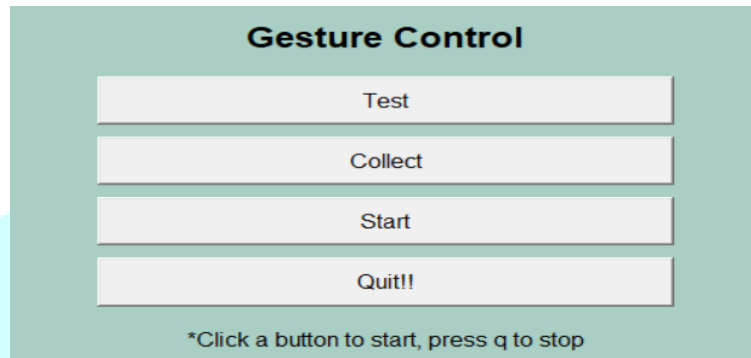 Gesture Control
Test
Collect
Start
Quit!!
*Click a button to start, press q to stop